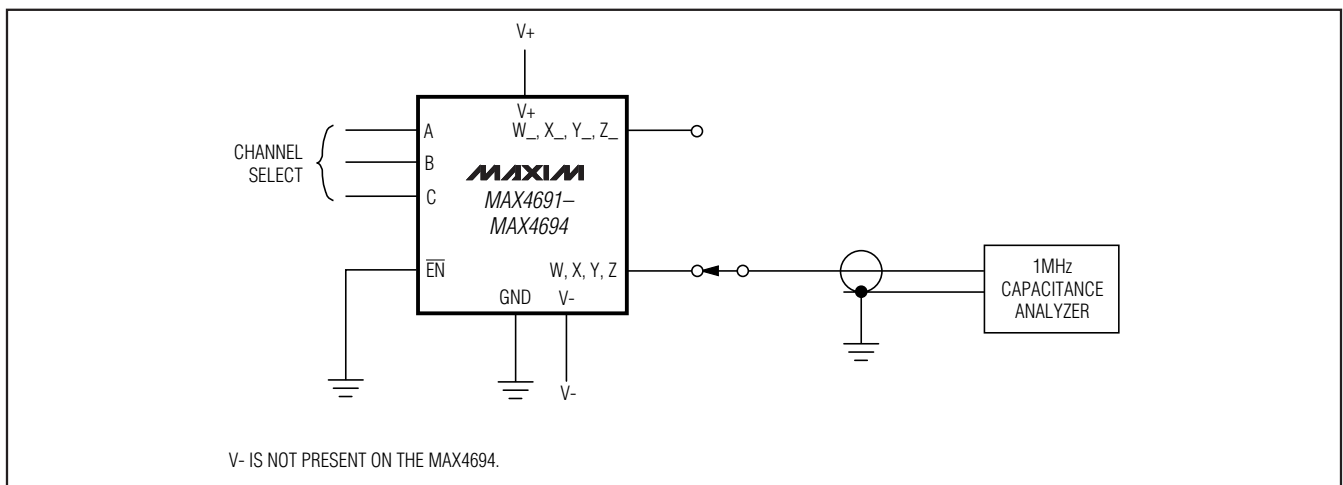 V+
V+
A
W_, X_, Y_, Z_
CHANNEL
SELECT
B
MAXIM
C
MAX4691–
MAX4694
EN
W, X, Y, Z
1MHz
CAPACITANCE
ANALYZER
GND
V-
V-
V- IS NOT PRESENT ON THE MAX4694.